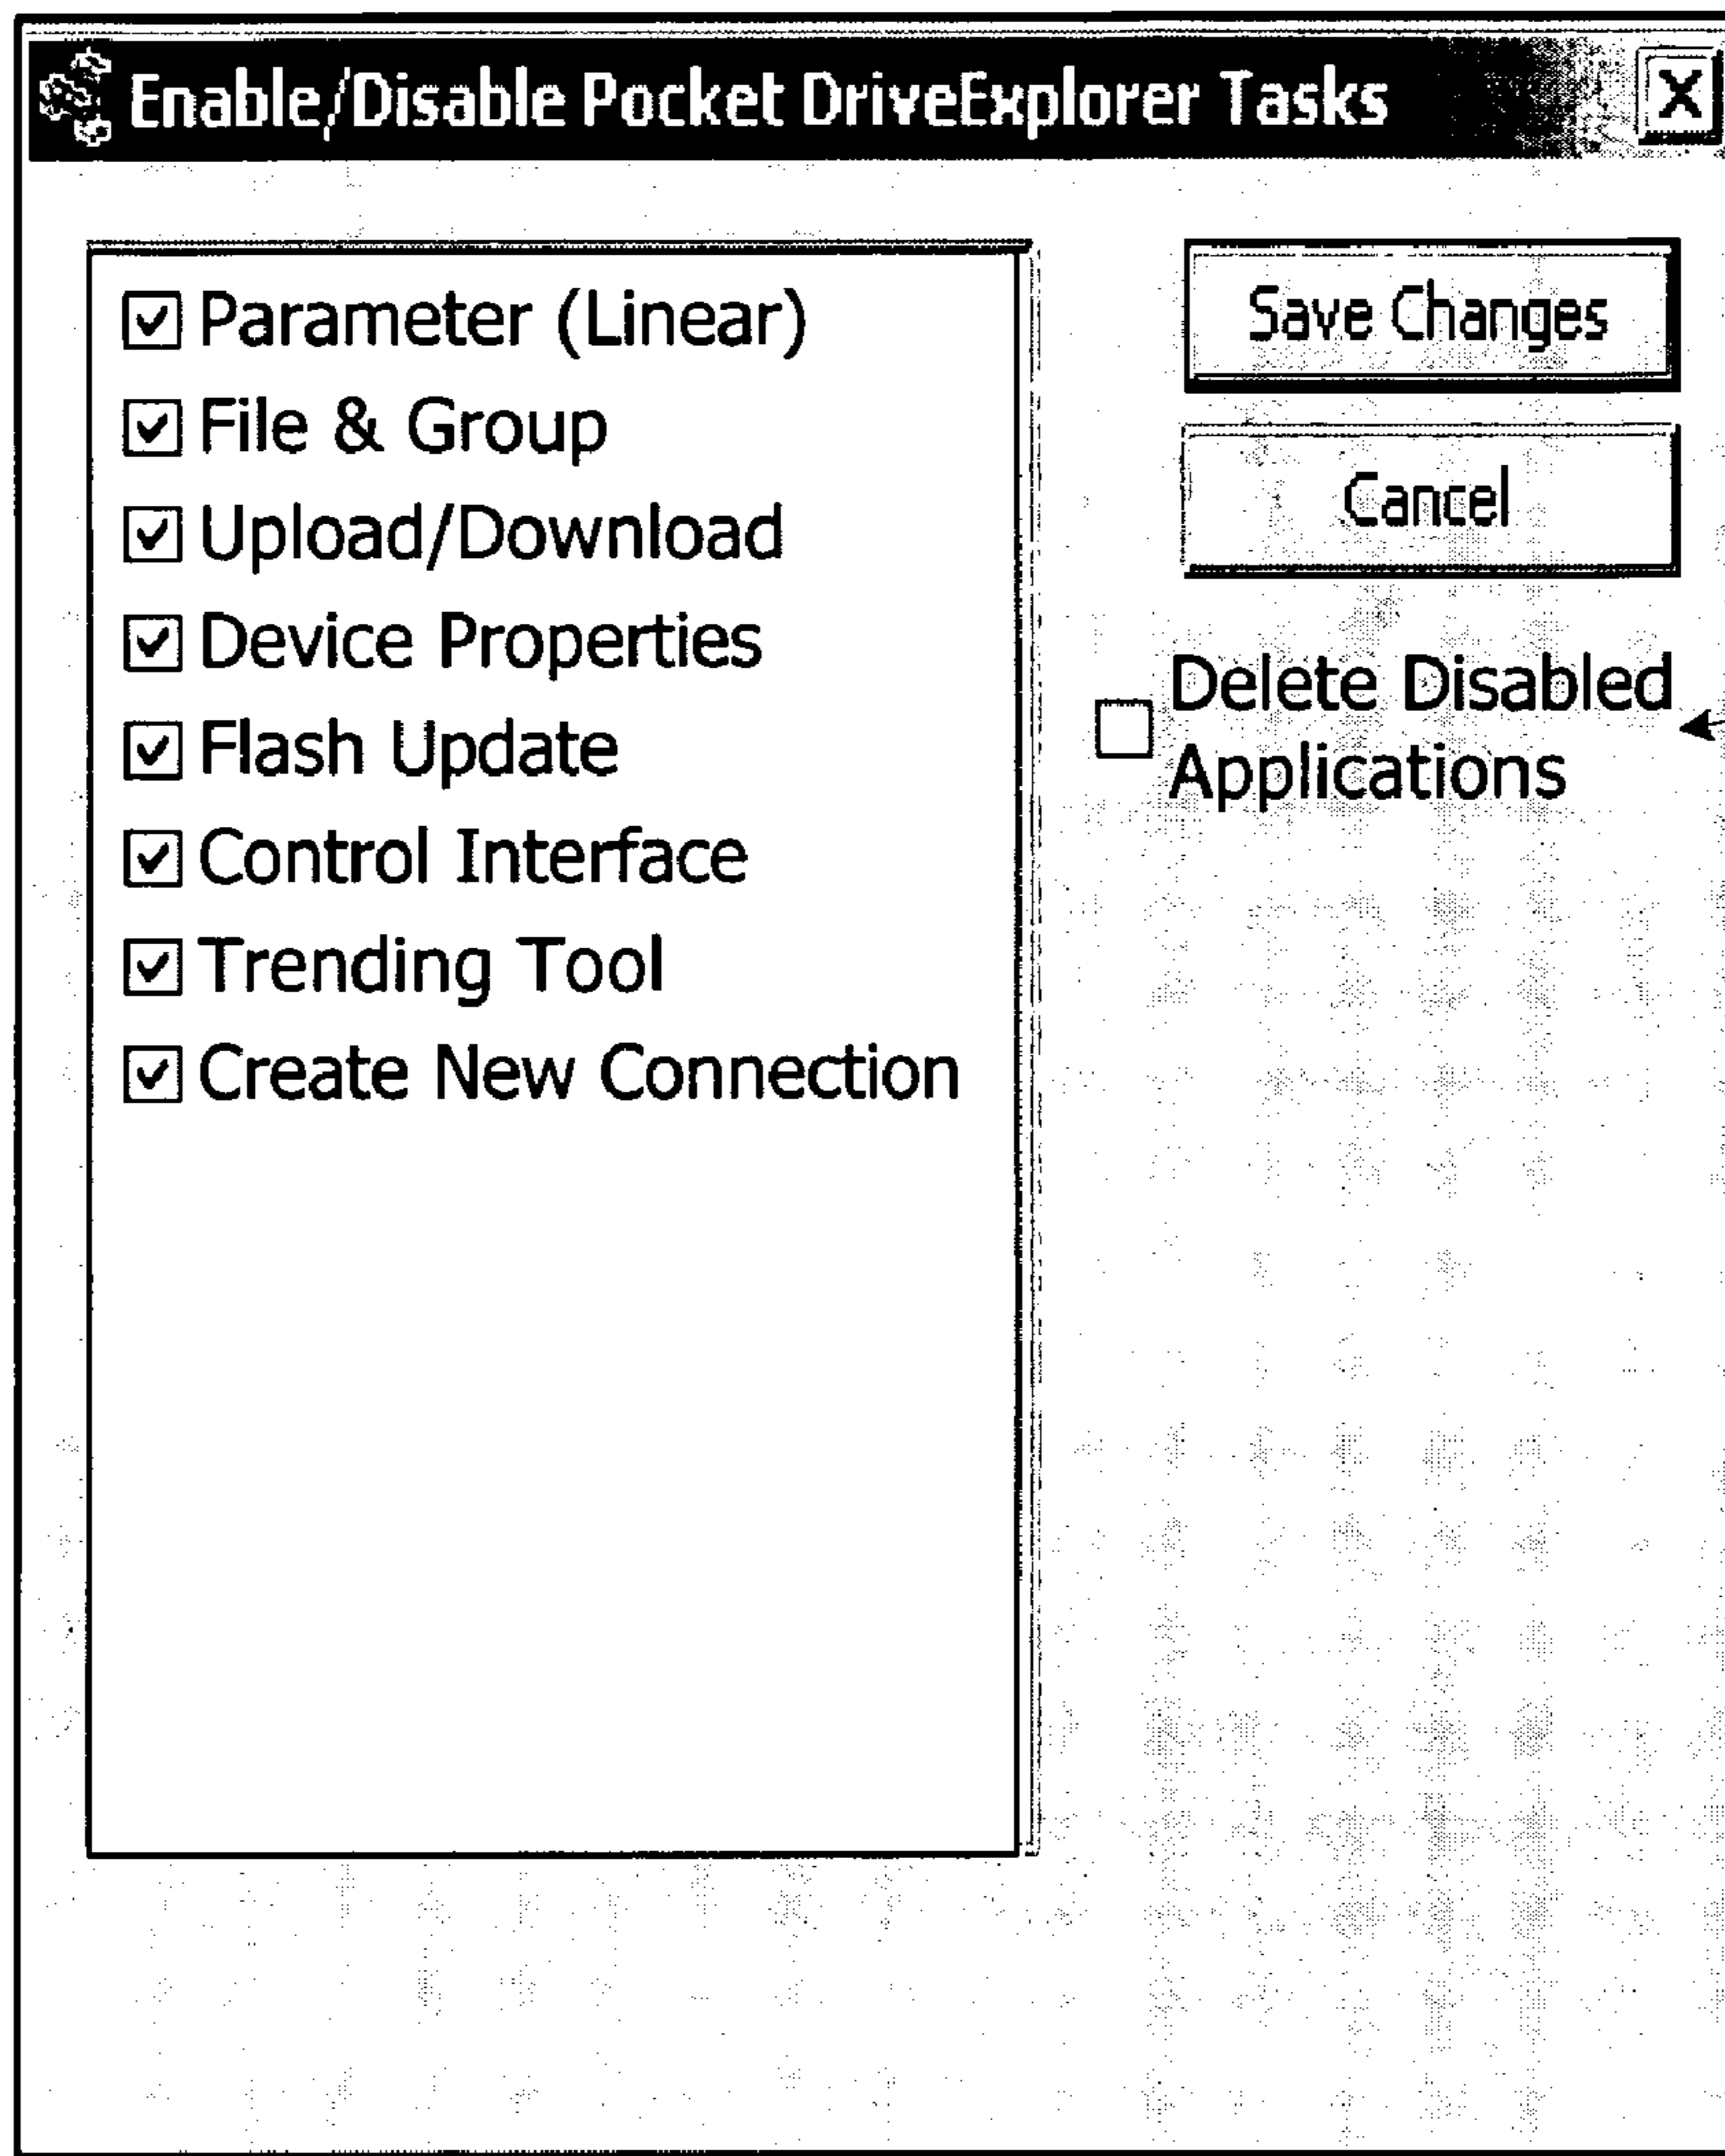 Enable/Disable Pocket DriveExplorer Tasks
Parameter (Linear)
File & Group
Upload/Download
Device Properties
Flash Update
Control Interface
Trending Tool
Create New Connection
Save Changes
Cancel
Delete Disabled
Applications